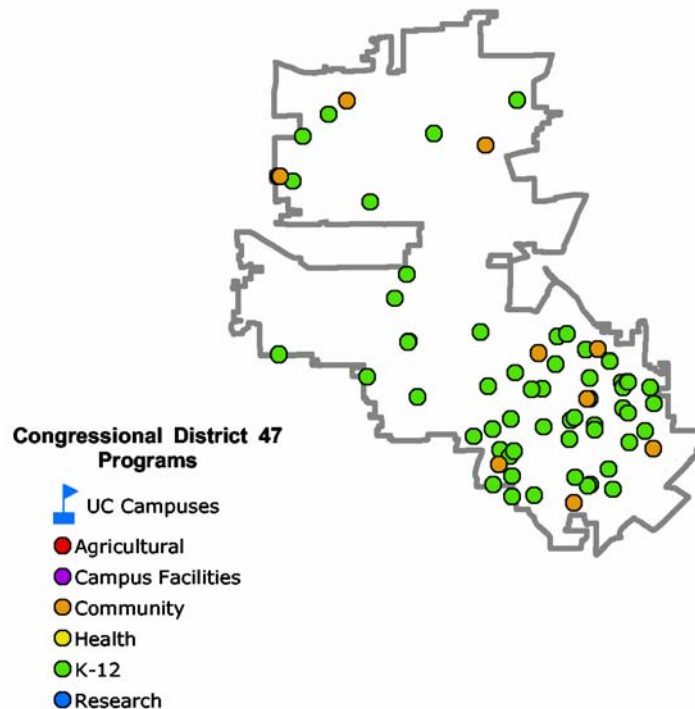 Congressional District 47
Programs
UC Campuses
Agricultural
Campus Facilities
Community
Health
K-12
Research